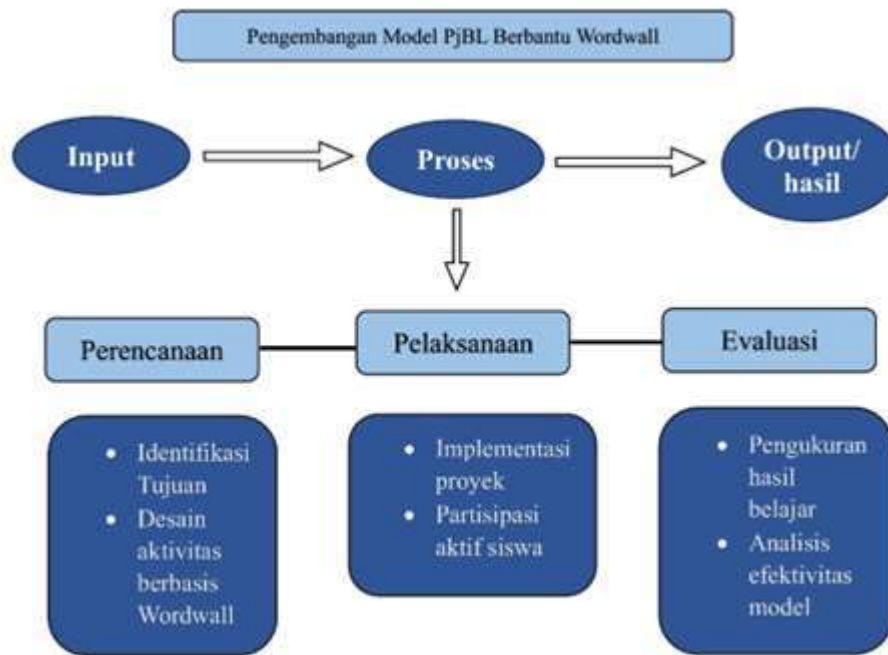 Pengembangan Model PjBL Berbantu Wordwall
Input
Proses
Output/
hasil
Perencanaan
Pelaksanaan
Evaluasi
• Identifikasi
Tujuan
• Desain
aktivitas
berbasis
Wordwall
• Implementasi
proyek
• Partisipasi
aktif siswa
• Pengukuran
hasil
belajar
• Analisis
efektivitas
model